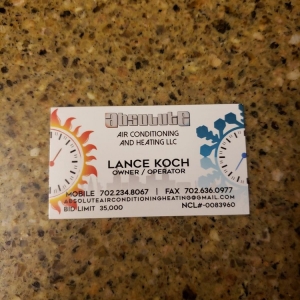 absolute
AIR CONDITIONING
AND HEATING LLC
LANCE KOCH
OWNER / OPERATOR
MOBILE 702.234.8067 | FAX 702.636.0977
ABSOLUTEAIRCONDITIONINGHEATING@GMAIL.COM
BID LIMIT 35,000 NCL#-0083960